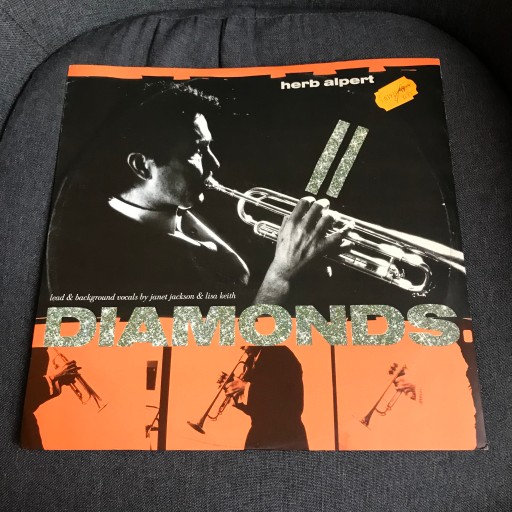 herb alpert
lead & background vocals by janet jackson & lisa keith
"DIAMONDS.